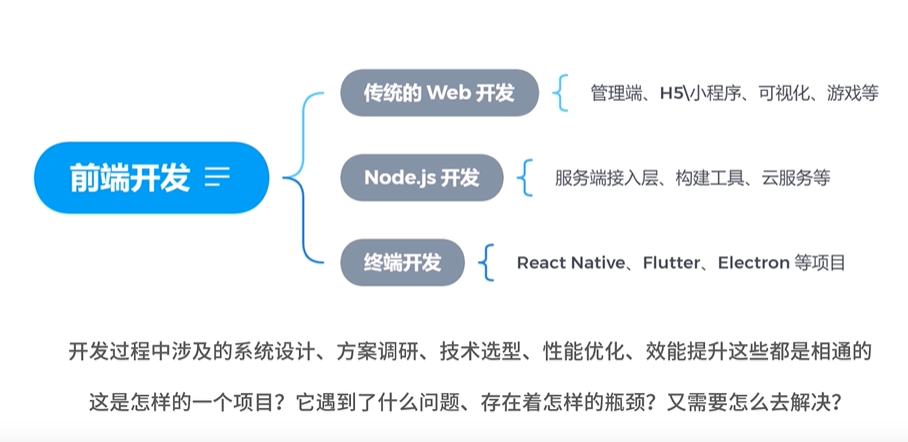 前端开发
传统的 Web 开发
管理端、H5\小程序、可视化、游戏等
Node.js 开发
服务端接入层、构建工具、云服务等
终端开发
React Native、Flutter、Electron 等项目
开发过程中涉及的系统设计、方案调研、技术选型、性能优化、效能提升这些都是相通的
这是怎样的一个项目？它遇到了什么问题、存在着怎样的瓶颈？又需要怎么去解决？